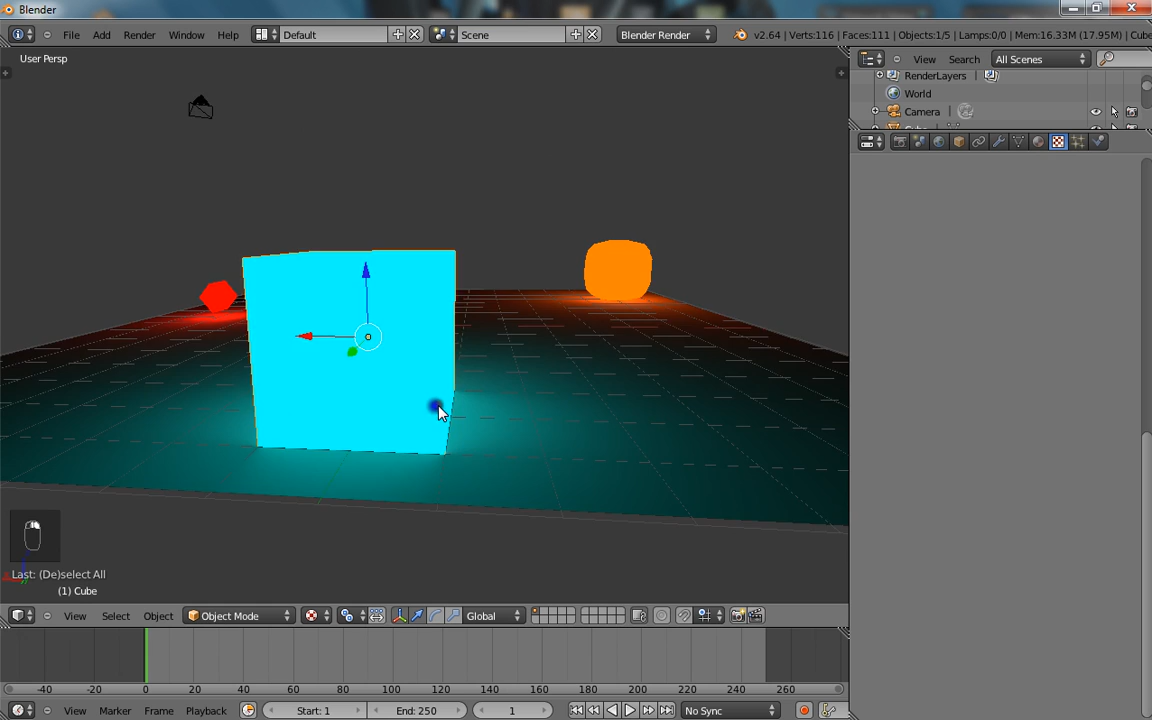 Blender
File Add Render Window Help Default Scene Blender Render v2.64 | Verts:116 | Faces:111 | Objects:1/5 | Lamps:0/0 | Mem:16.33M (17.95M) | Cube
User Persp
View Search All Scenes
RenderLayers
World
Camera
Last: (De)select All
(1) Cube
View Select Object Object Mode Global
-40 -20 0 20 40 60 80 100 120 140 160 180 200 220 240 260
View Marker Frame Playback Start: 1 End: 250 1 No Sync